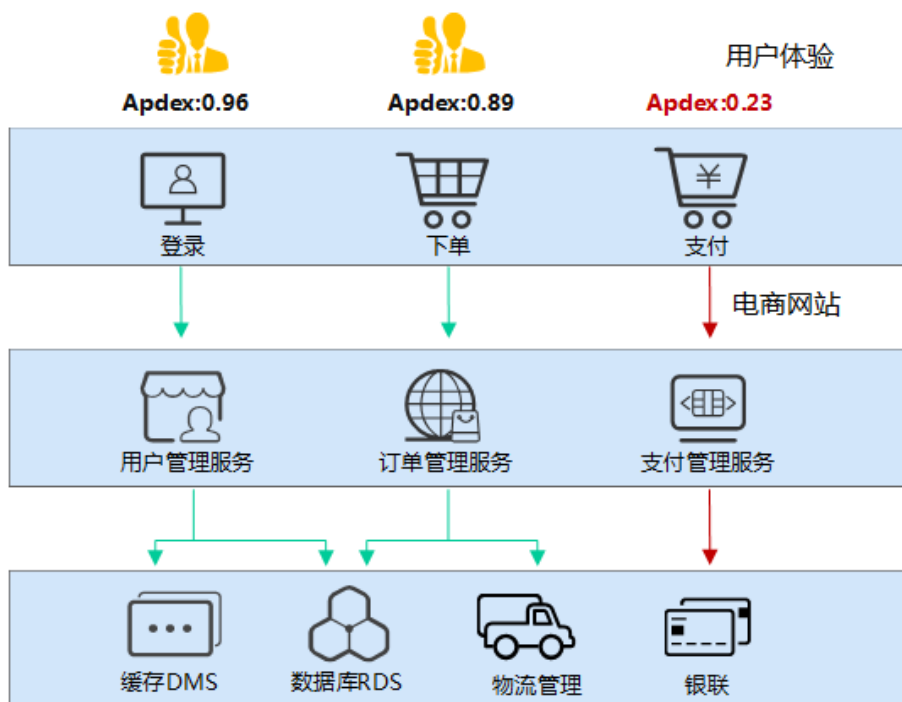 用户体验
Apdex:0.96
Apdex:0.89
Apdex:0.23
¥
登录
下单
支付
电商网站
用户管理服务
订单管理服务
支付管理服务
缓存DMS
数据库RDS
物流管理
银联